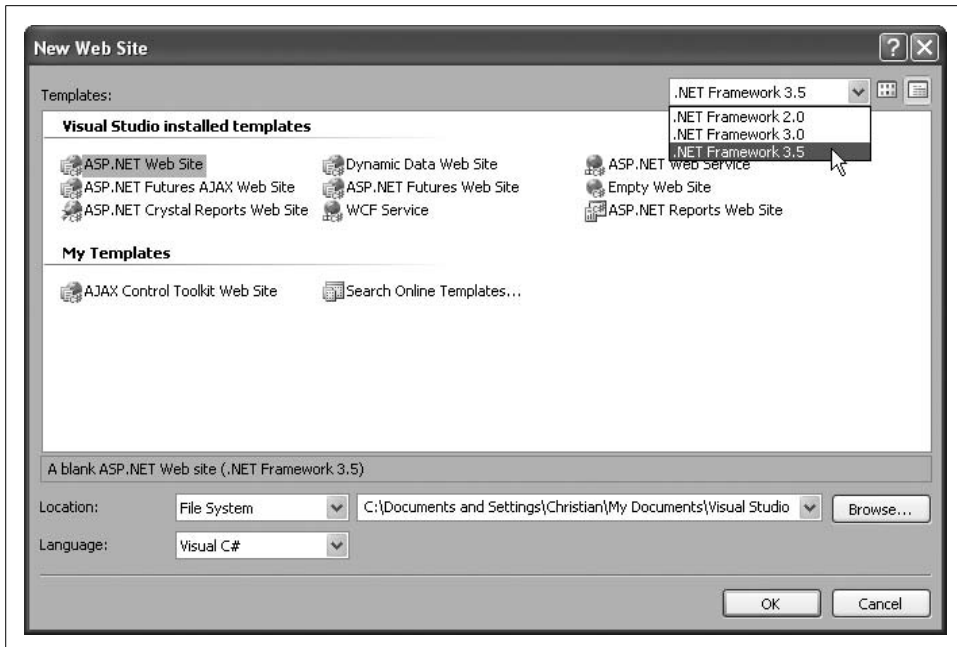 New Web Site
Templates:
.NET Framework 3.5
.NET Framework 2.0
.NET Framework 3.0
.NET Framework 3.5
Visual Studio installed templates
ASP.NET Web Site
Dynamic Data Web Site
ASP.NET Web Service
ASP.NET Futures AJAX Web Site
ASP.NET Futures Web Site
Empty Web Site
ASP.NET Crystal Reports Web Site
WCF Service
ASP.NET Reports Web Site
My Templates
AJAX Control Toolkit Web Site
Search Online Templates...
A blank ASP.NET Web site (.NET Framework 3.5)
Location:
File System
C:\Documents and Settings\Christian\My Documents\Visual Studio
Browse...
Language:
Visual C#
OK
Cancel